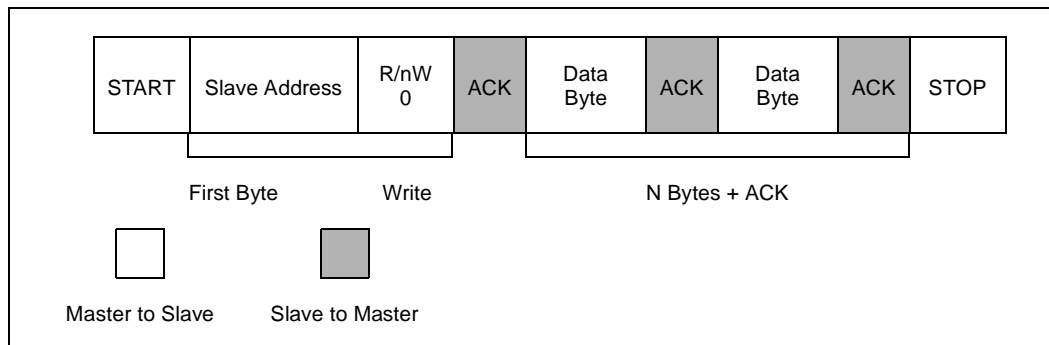 START
Slave Address
R/nW
0
ACK
Data
Byte
ACK
Data
Byte
ACK
STOP
First Byte
Write
N Bytes + ACK
Master to Slave
Slave to Master